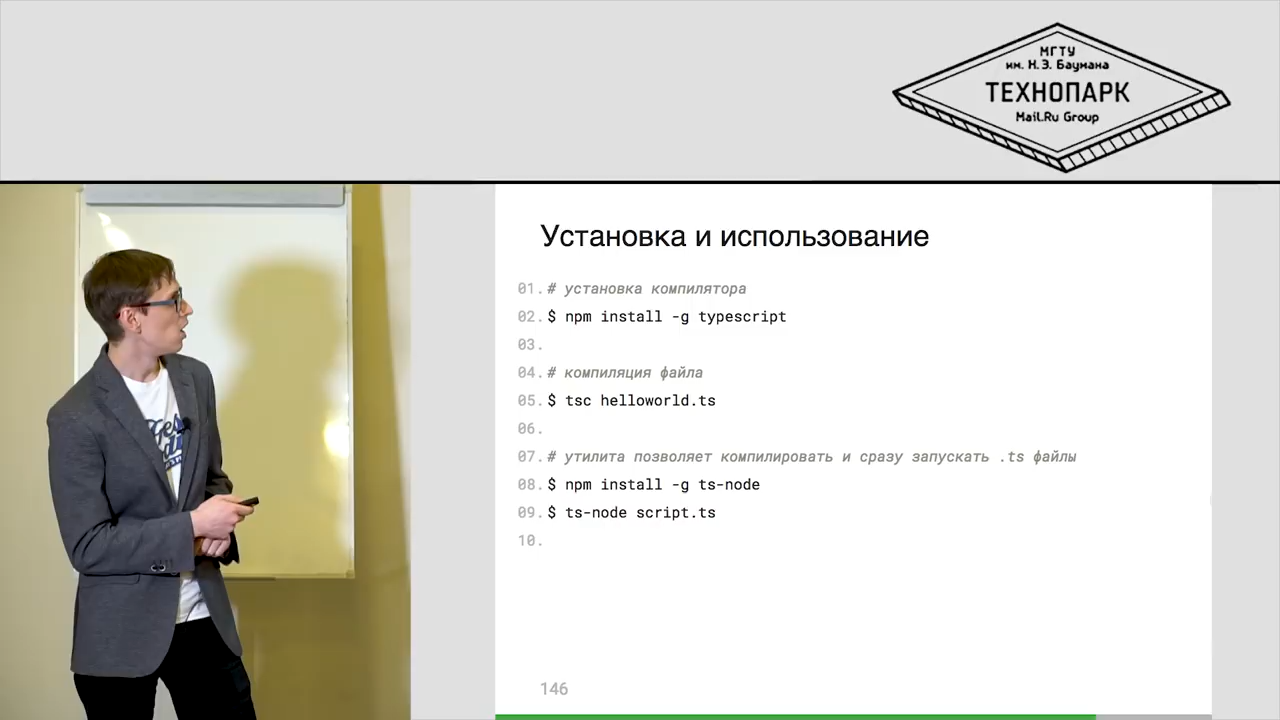 МГТУ
им. Н.Э. Баумана
ТЕХНОПАРК
Mail.Ru Group
Установка и использование
01. # установка компилятора
02. $ npm install -g typescript
03.
04. # компиляция файла
05. $ tsc helloworld.ts
06.
07. # утилита позволяет компилировать и сразу запускать .ts файлы
08. $ npm install -g ts-node
09. $ ts-node script.ts
10.
146